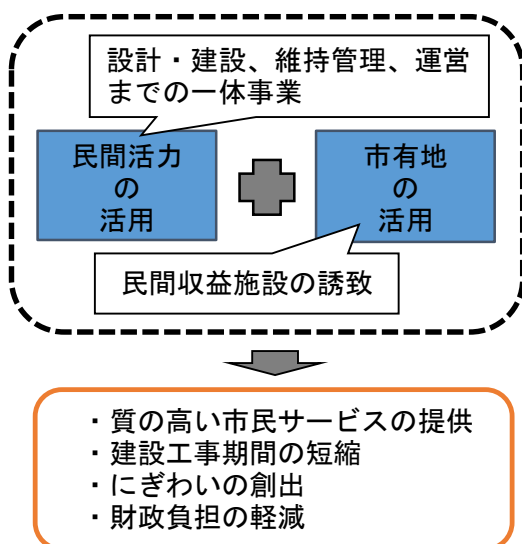 設計・建設、維持管理、運営
までの一体事業
民間活力
の
活用
市有地
の
活用
民間収益施設の誘致
・質の高い市民サービスの提供
・建設工事期間の短縮
・にぎわいの創出
・財政負担の軽減